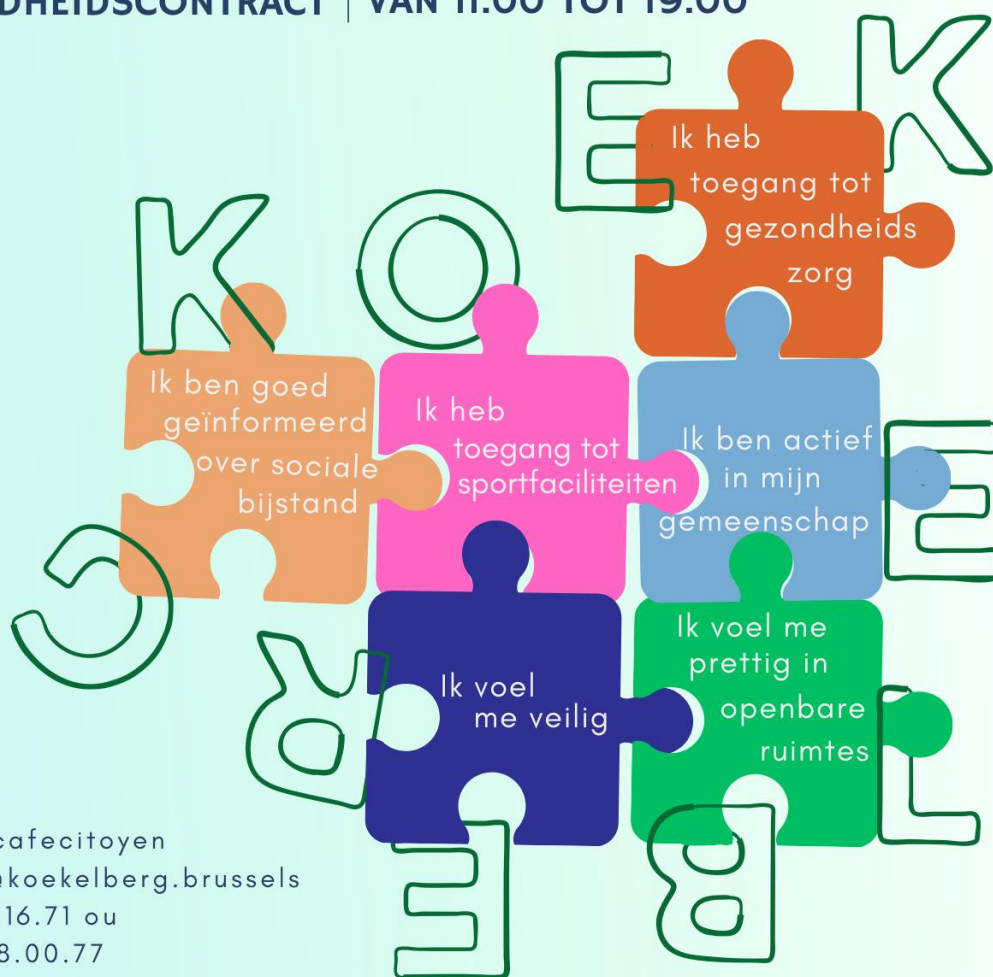 DHEIDSCONTRACT | VAN 11.00 TOT 19.00
K
O
E
K
E
L
B
E
R
G
Ik heb
toegang tot
gezondheids
zorg
Ik ben goed
geïnformeerd
over sociale
bijstand
Ik heb
toegang tot
sportfaciliteiten
Ik ben actief
in mijn
gemeenschap
Ik voel
me veilig
Ik voel me
prettig in
openbare
ruimtes
cafecitoyen
@koekelberg.brussels
16.71 ou
8.00.77